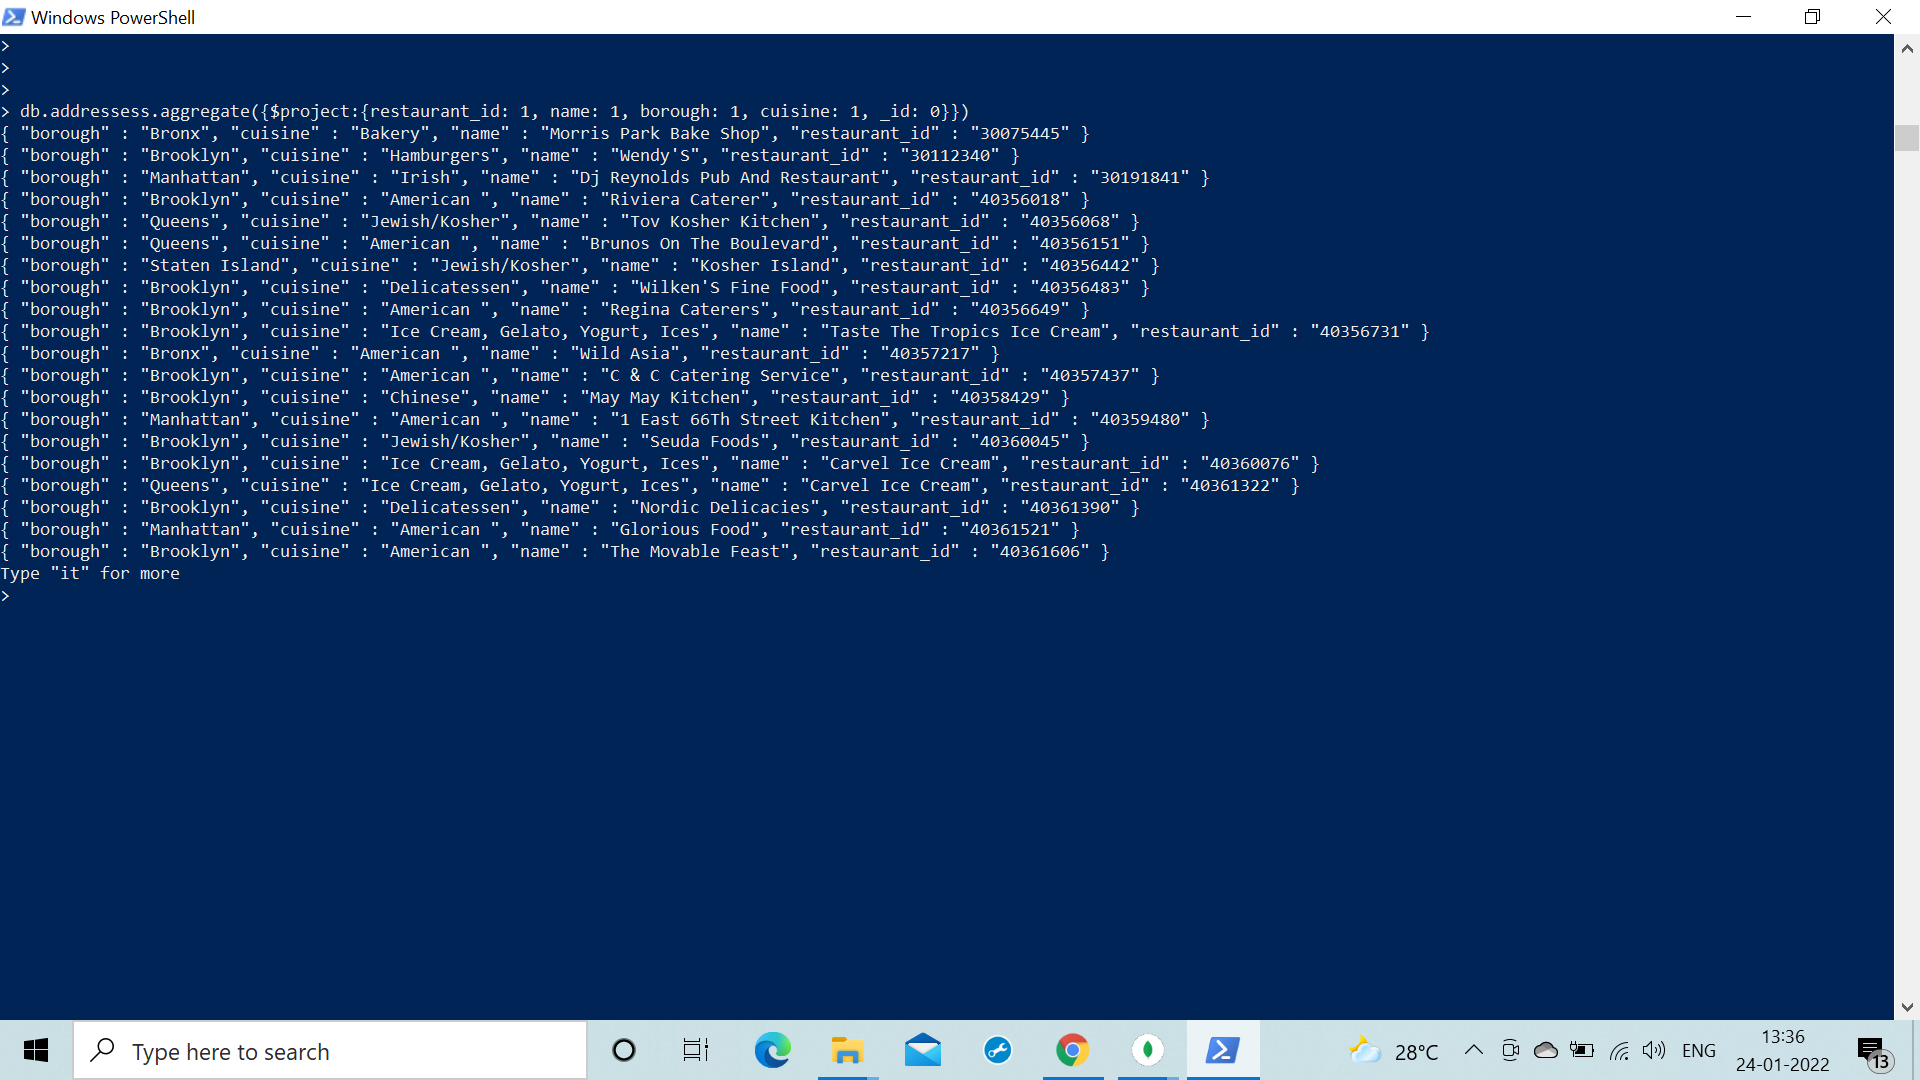 Windows PowerShell
>
>
>
> db.addressess.aggregate({$project:{restaurant_id: 1, name: 1, borough: 1, cuisine: 1, _id: 0}})
{ "borough" : "Bronx", "cuisine" : "Bakery", "name" : "Morris Park Bake Shop", "restaurant_id" : "30075445" }
{ "borough" : "Brooklyn", "cuisine" : "Hamburgers", "name" : "Wendy'S", "restaurant_id" : "30112340" }
{ "borough" : "Manhattan", "cuisine" : "Irish", "name" : "Dj Reynolds Pub And Restaurant", "restaurant_id" : "30191841" }
{ "borough" : "Brooklyn", "cuisine" : "American ", "name" : "Riviera Caterer", "restaurant_id" : "40356018" }
{ "borough" : "Queens", "cuisine" : "Jewish/Kosher", "name" : "Tov Kosher Kitchen", "restaurant_id" : "40356068" }
{ "borough" : "Queens", "cuisine" : "American ", "name" : "Brunos On The Boulevard", "restaurant_id" : "40356151" }
{ "borough" : "Staten Island", "cuisine" : "Jewish/Kosher", "name" : "Kosher Island", "restaurant_id" : "40356442" }
{ "borough" : "Brooklyn", "cuisine" : "Delicatessen", "name" : "Wilken'S Fine Food", "restaurant_id" : "40356483" }
{ "borough" : "Brooklyn", "cuisine" : "American ", "name" : "Regina Caterers", "restaurant_id" : "40356649" }
{ "borough" : "Brooklyn", "cuisine" : "Ice Cream, Gelato, Yogurt, Ices", "name" : "Taste The Tropics Ice Cream", "restaurant_id" : "40356731" }
{ "borough" : "Bronx", "cuisine" : "American ", "name" : "Wild Asia", "restaurant_id" : "40357217" }
{ "borough" : "Brooklyn", "cuisine" : "American ", "name" : "C & C Catering Service", "restaurant_id" : "40357437" }
{ "borough" : "Brooklyn", "cuisine" : "Chinese", "name" : "May May Kitchen", "restaurant_id" : "40358429" }
{ "borough" : "Manhattan", "cuisine" : "American ", "name" : "1 East 66Th Street Kitchen", "restaurant_id" : "40359480" }
{ "borough" : "Brooklyn", "cuisine" : "Jewish/Kosher", "name" : "Seuda Foods", "restaurant_id" : "40360045" }
{ "borough" : "Brooklyn", "cuisine" : "Ice Cream, Gelato, Yogurt, Ices", "name" : "Carvel Ice Cream", "restaurant_id" : "40360076" }
{ "borough" : "Queens", "cuisine" : "Ice Cream, Gelato, Yogurt, Ices", "name" : "Carvel Ice Cream", "restaurant_id" : "40361322" }
{ "borough" : "Brooklyn", "cuisine" : "Delicatessen", "name" : "Nordic Delicacies", "restaurant_id" : "40361390" }
{ "borough" : "Manhattan", "cuisine" : "American ", "name" : "Glorious Food", "restaurant_id" : "40361521" }
{ "borough" : "Brooklyn", "cuisine" : "American ", "name" : "The Movable Feast", "restaurant_id" : "40361606" }
Type "it" for more
>
Type here to search
28°C
ENG
13:36
24-01-2022
13